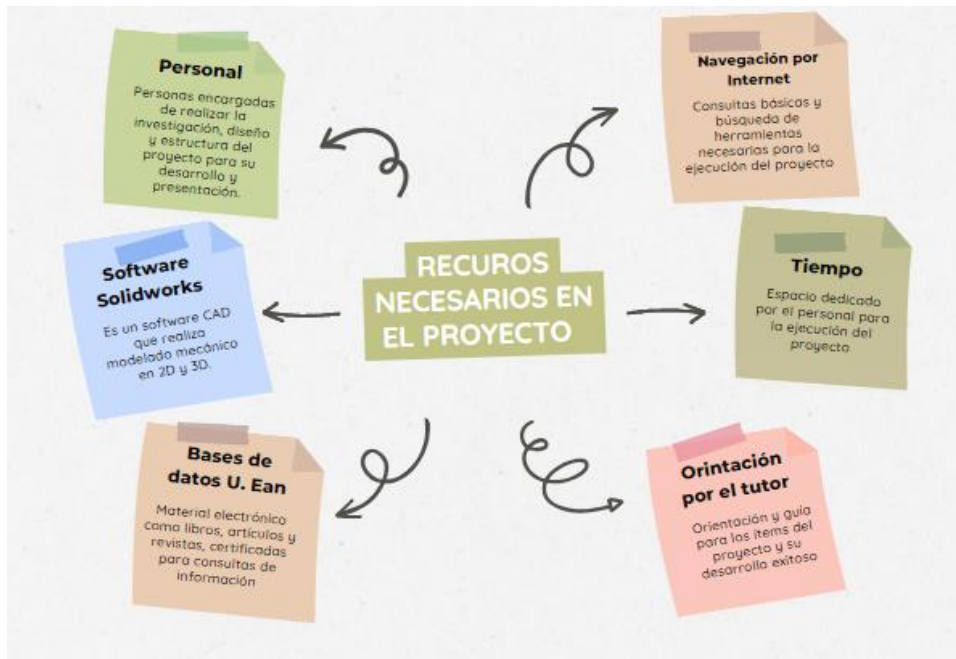 Personal
Personas encargadas
de realizar la
investigación, diseño
y estructura del
proyecto para su
desarrollo y
presentación.
Navegación por
Internet
Consultas básicas y
búsqueda de
herramientas
necesarias para la
ejecución del proyecto
Software
Solidworks
Es un software CAD
que realiza
modelado mecánico
en 2D y 3D.
RECUROS
NECESARIOS EN
EL PROYECTO
Tiempo
Espacio dedicado
por el personal para
la ejecución del
proyecto
Bases de
datos U. Ean
Material electrónico
como libros, artículos y
revistas, certificadas
para consultas de
información
Orintación
por el tutor
Orientación y guía
para los ítems del
proyecto y su
desarrollo exitoso